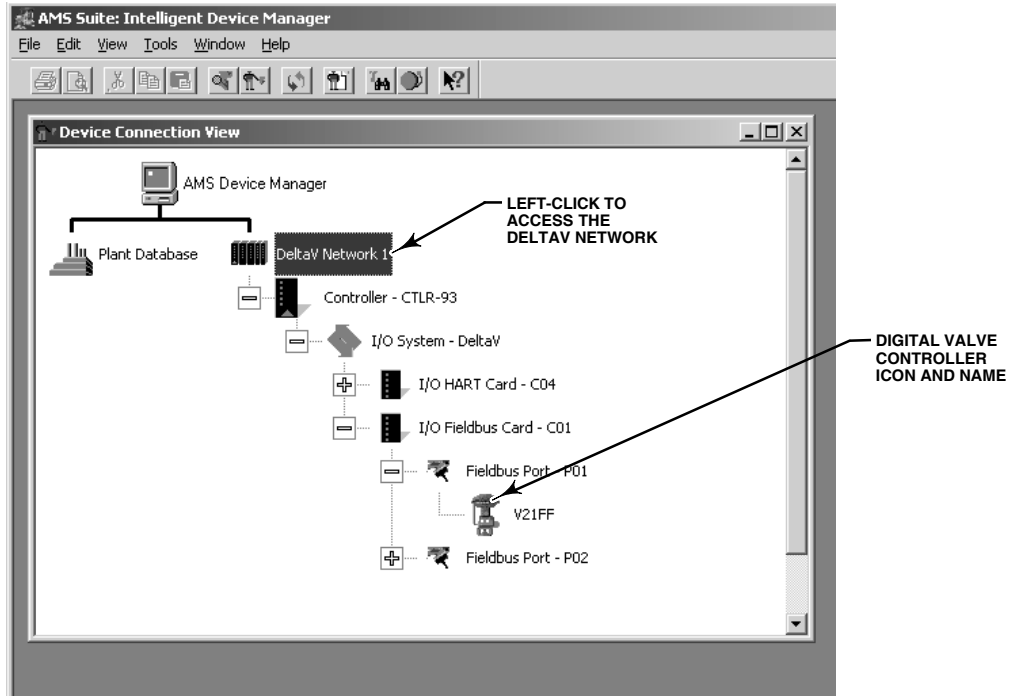 AMS Suite: Intelligent Device Manager
File Edit View Tools Window Help
Device Connection View
AMS Device Manager
LEFT-CLICK TO
ACCESS THE
DELTAV NETWORK
Plant Database
DeltaV Network 1
Controller - CTLR-93
I/O System - DeltaV
DIGITAL VALVE
CONTROLLER
ICON AND NAME
I/O HART Card - C04
I/O Fieldbus Card - C01
Fieldbus Port - P01
V21FF
Fieldbus Port - P02